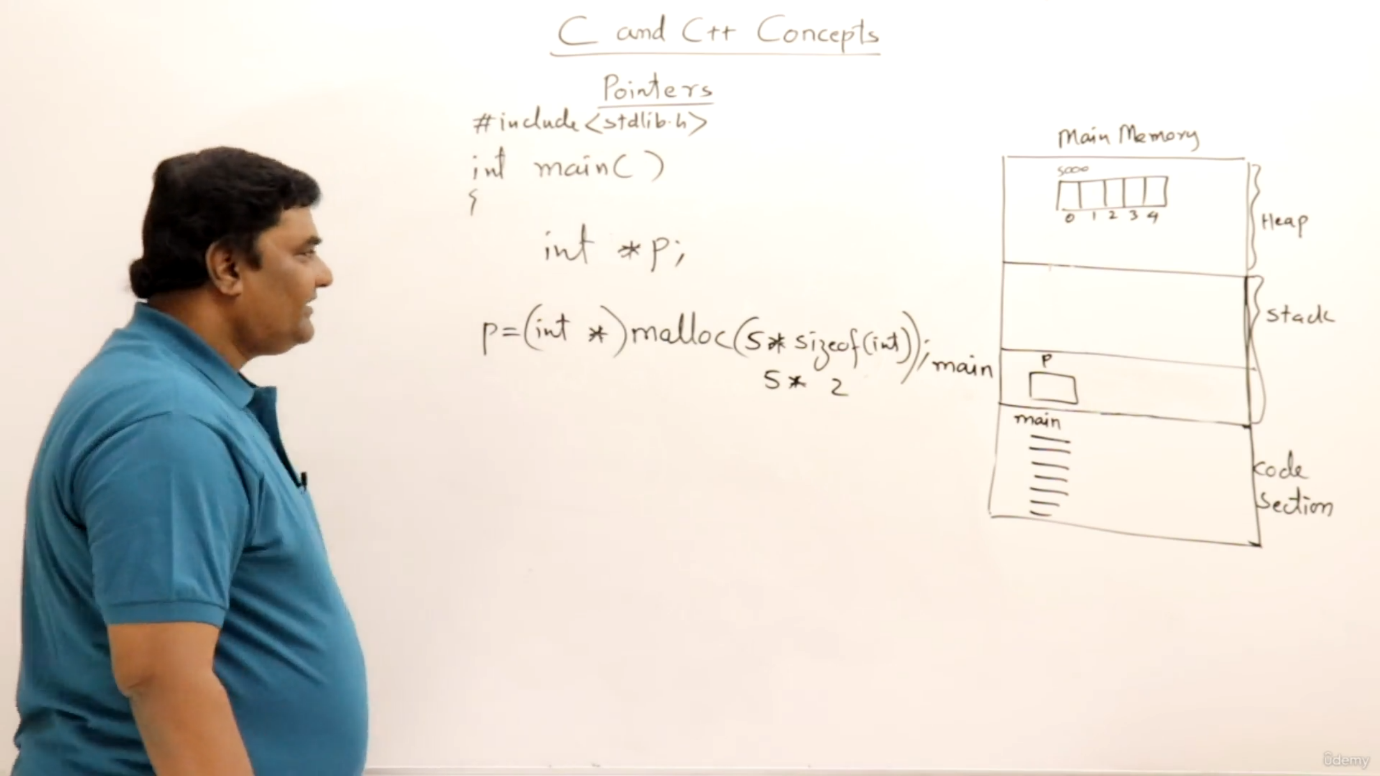 C and C++ Concepts
Pointers
#include<stdlib.h>
int main()
{
int *p;
p=(int *)malloc(5*sizeof(int));
5* 2
Main Memory
5000
0 1 2 3 4
Heap
Stack
main
P
main
code
section
ûdemy